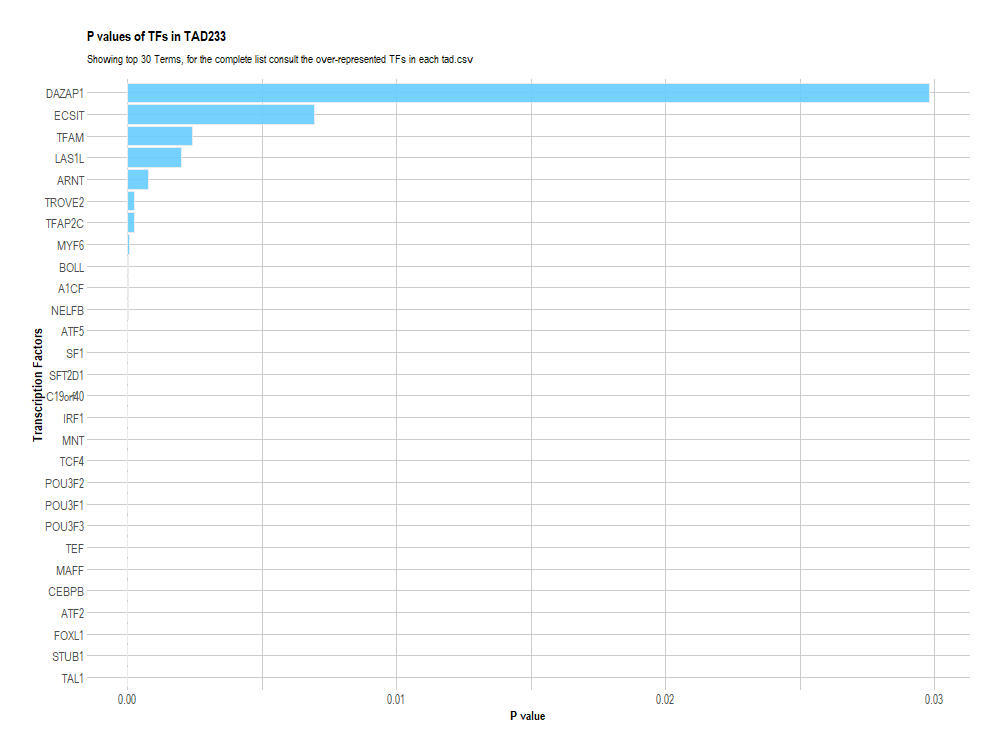 P values of TFs in TAD233
Showing top 30 Terms, for the complete list consult the over-represented TFs in each tad.csv
Transcription Factors
DAZAP1
ECSIT
TFAM
LAS1L
ARNT
TROVE2
TFAP2C
MYF6
BOLL
A1CF
NELFB
ATF5
SF1
SFT2D1
C19orf40
IRF1
MNT
TCF4
POU3F2
POU3F1
POU3F3
TEF
MAFF
CEBPB
ATF2
FOXL1
STUB1
TAL1
0.00 0.01 0.02 0.03
P value